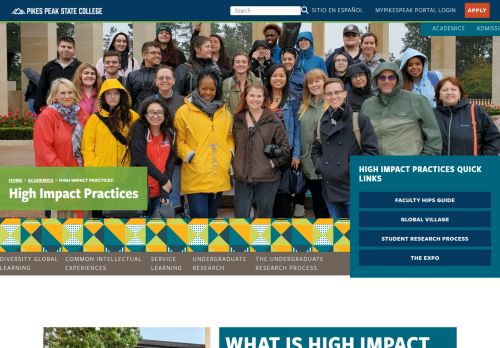 PIKES PEAK STATE COLLEGE
Search
SITIO EN ESPAÑOL
MYPIKESPEAK PORTAL LOGIN
APPLY
ACADEMICS
ADMISSI
HOME > ACADEMICS > HIGH IMPACT PRACTICES
High Impact Practices
HIGH IMPACT PRACTICES QUICK
LINKS
FACULTY HIPS GUIDE
GLOBAL VILLAGE
STUDENT RESEARCH PROCESS
THE EXPO
DIVERSITY GLOBAL
LEARNING
COMMON INTELLECTUAL
EXPERIENCES
SERVICE
LEARNING
UNDERGRADUATE
RESEARCH
THE UNDERGRADUATE
RESEARCH PROCESS
WHAT IS HIGH IMPACT